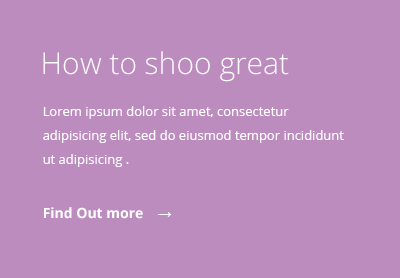 How to shoo great
Lorem ipsum dolor sit amet, consectetur
adipisicing elit, sed do eiusmod tempor incididunt
ut adipisicing .
Find Out more →